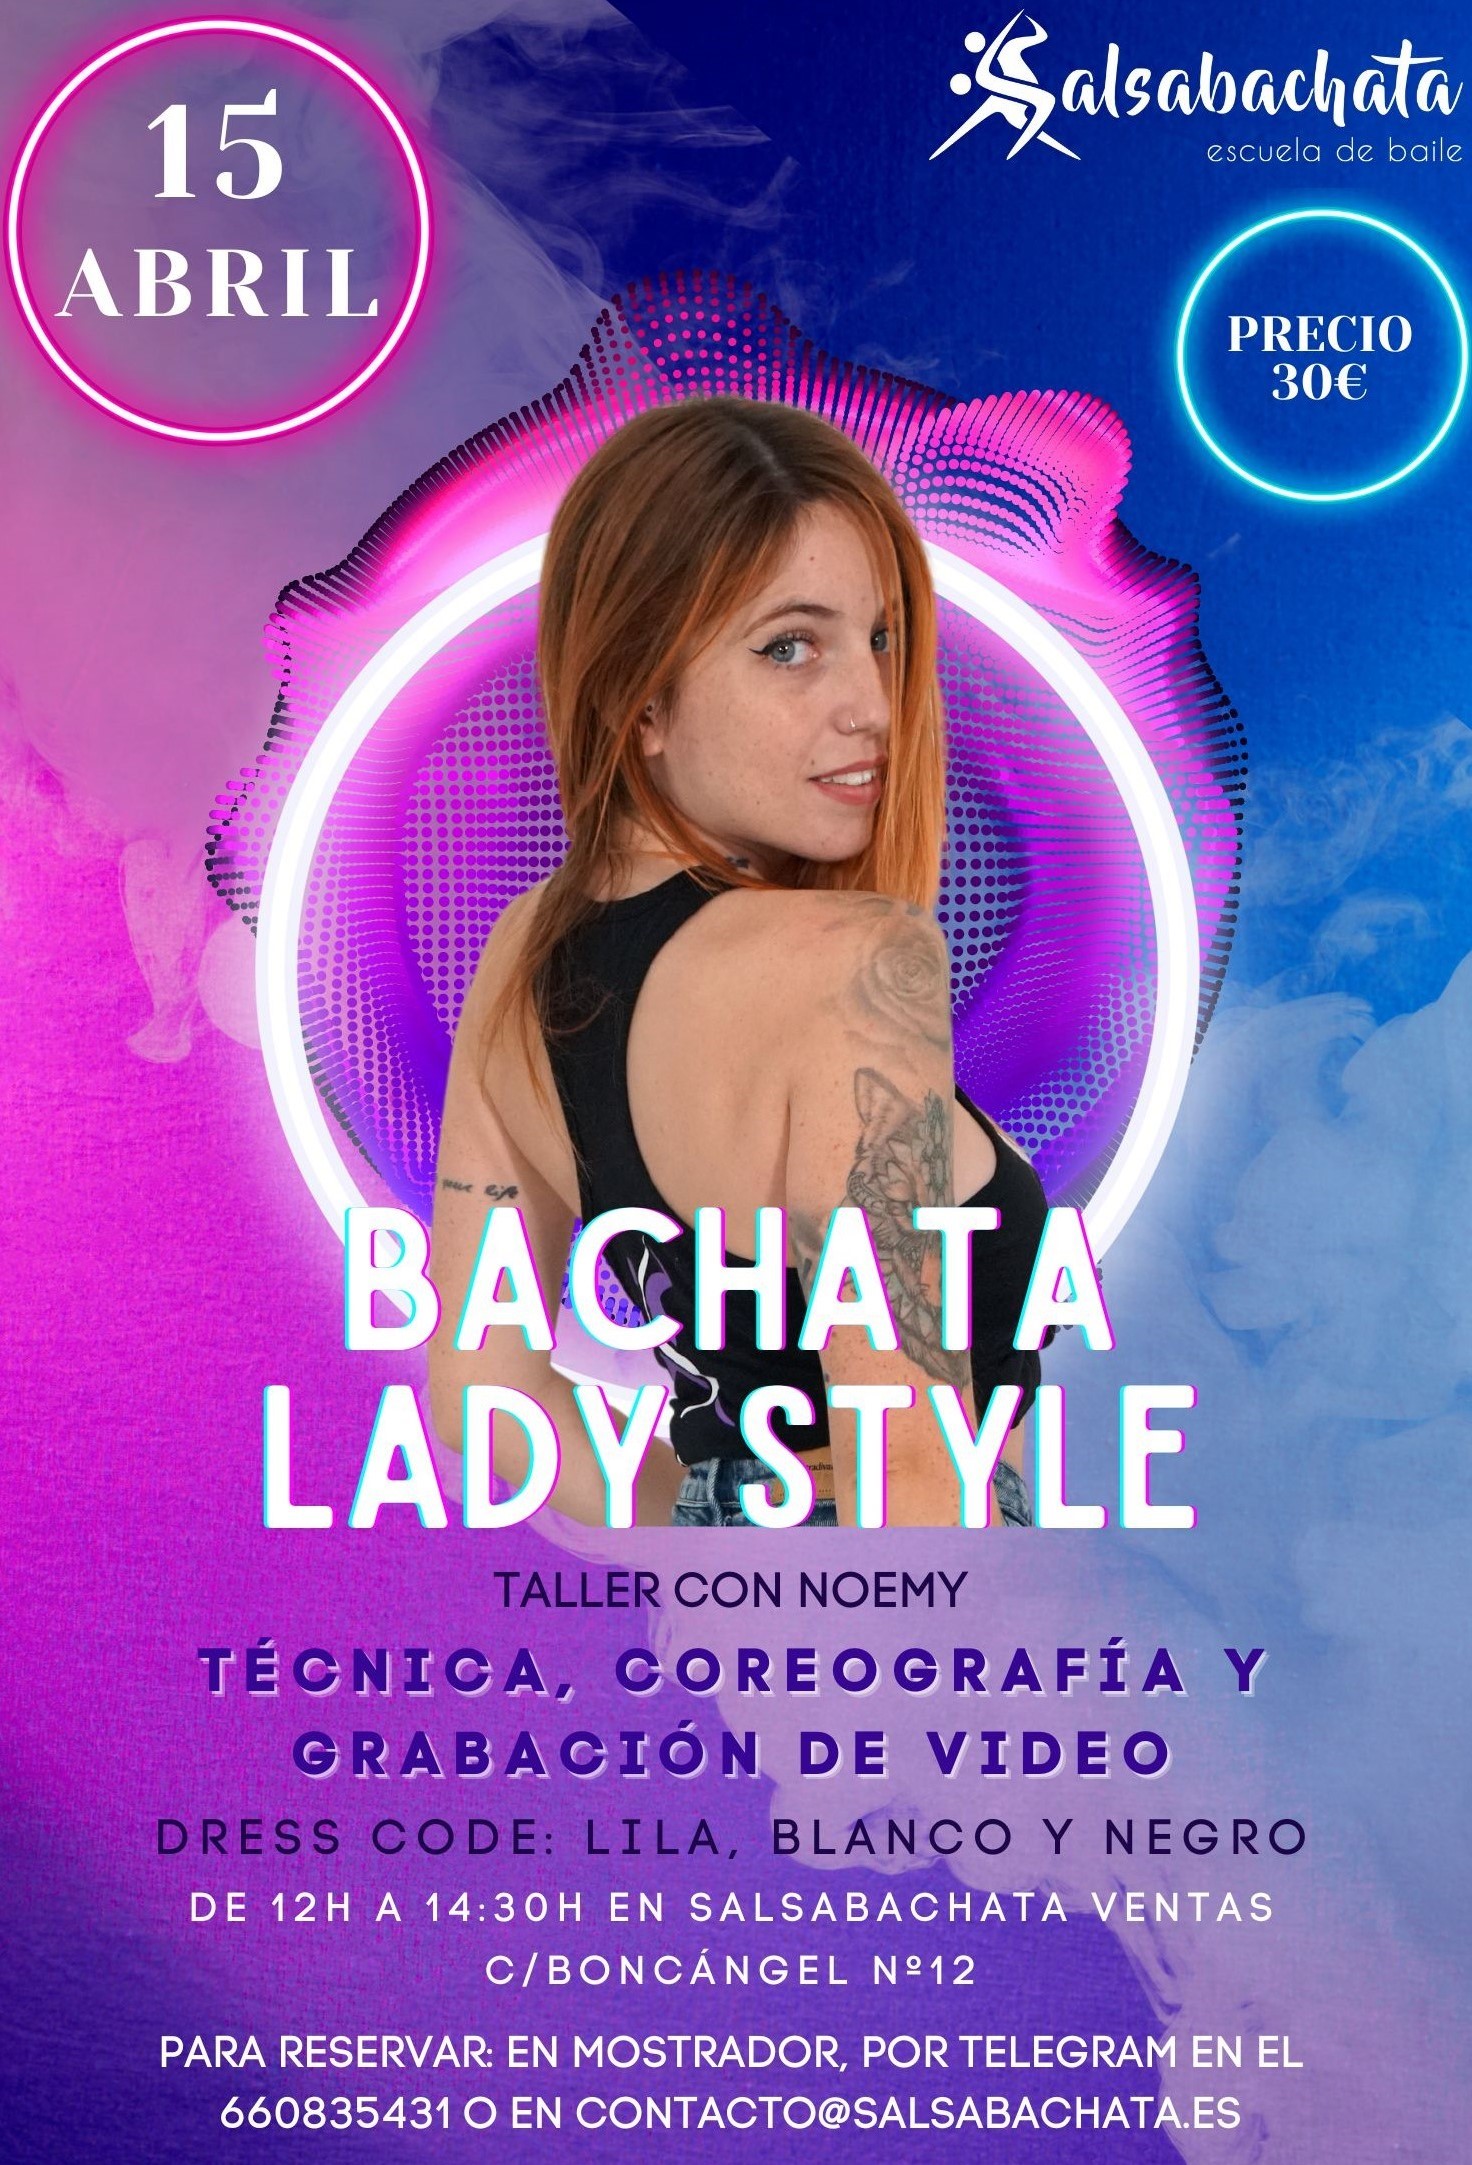 15
ABRIL
Salsabachata
escuela de baile
PRECIO
30€
your life
BACHATA
LADY STYLE
TALLER CON NOEMY
TÉCNICA, COREOGRAFÍA Y
GRABACIÓN DE VIDEO
DRESS CODE: LILA, BLANCO Y NEGRO
DE 12H A 14:30H EN SALSABACHATA VENTAS
C/BONCÁNGEL Nº12
PARA RESERVAR: EN MOSTRADOR, POR TELEGRAM EN EL
660835431 O EN CONTACTO@SALSABACHATA.ES